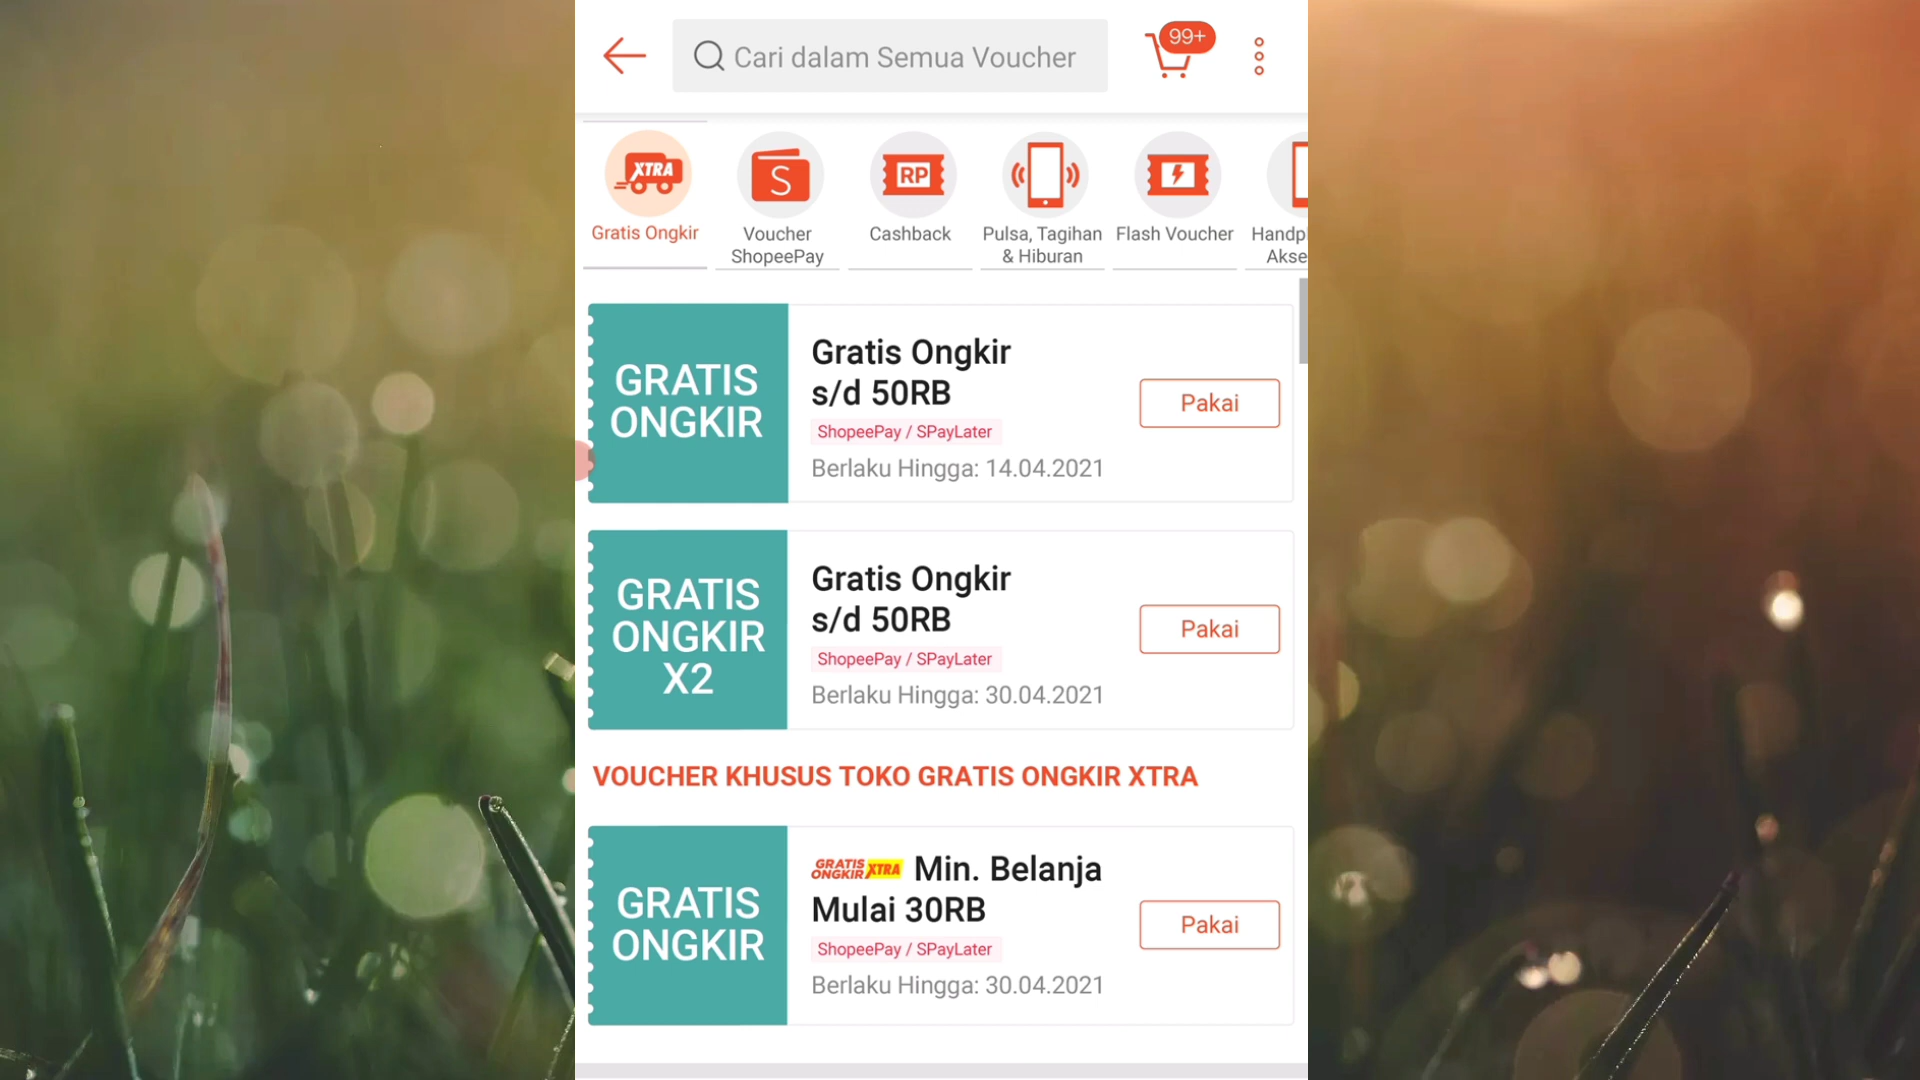 Cari dalam Semua Voucher
99+
XTRA
S
RP
Gratis Ongkir
Voucher
ShopeePay
Cashback
Pulsa, Tagihan
& Hiburan
Flash Voucher
GRATIS
ONGKIR
Gratis Ongkir
s/d 50RB
ShopeePay / SPayLater
Berlaku Hingga: 14.04.2021
Pakai
GRATIS
ONGKIR
X2
Gratis Ongkir
s/d 50RB
ShopeePay / SPayLater
Berlaku Hingga: 30.04.2021
Pakai
VOUCHER KHUSUS TOKO GRATIS ONGKIR XTRA
GRATIS
ONGKIR
GRATIS ONGKIR XTRA Min. Belanja
Mulai 30RB
ShopeePay / SPayLater
Berlaku Hingga: 30.04.2021
Pakai